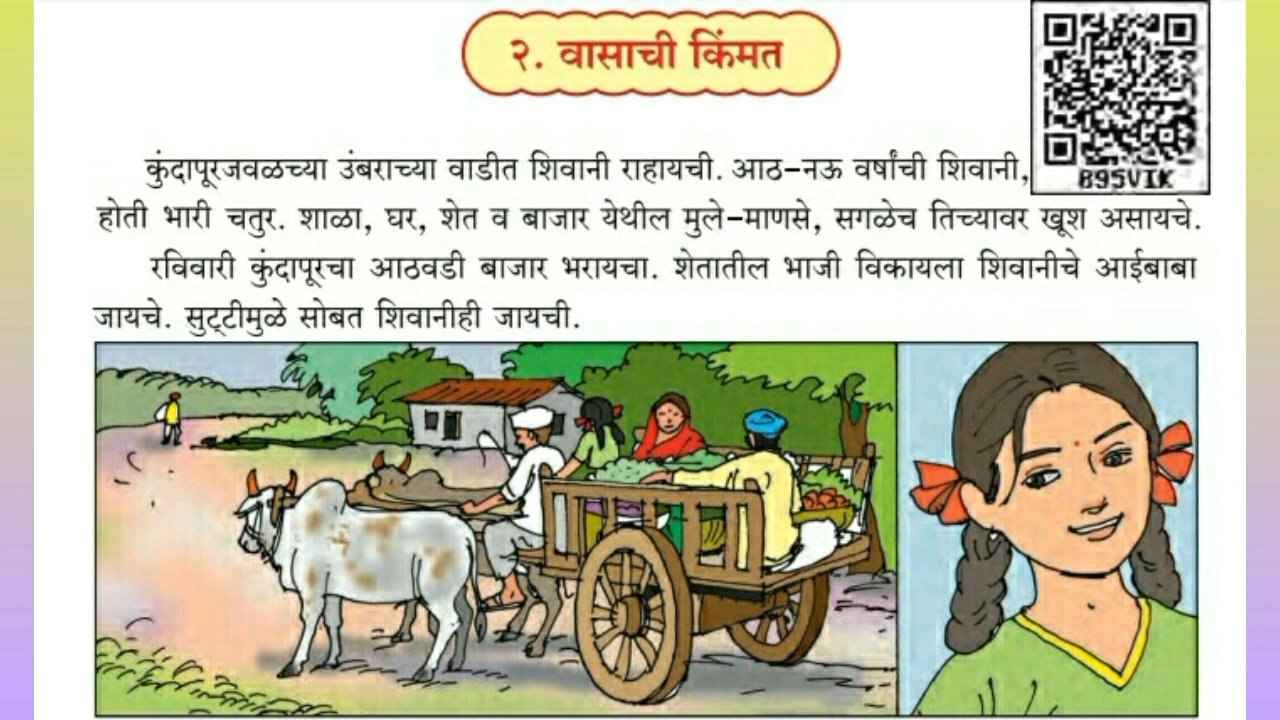 २. वासाची किंमत
B95VIK
कुंदापूरजवळच्या उंबराच्या वाडीत शिवानी राहायची. आठ-नऊ वर्षांची शिवानी,
होती भारी चतुर. शाळा, घर, शेत व बाजार येथील मुले-माणसे, सगळेच तिच्यावर खूश असायचे.
रविवारी कुंदापूरचा आठवडी बाजार भरायचा. शेतातील भाजी विकायला शिवानीचे आईबाबा
जायचे. सुट्टीमुळे सोबत शिवानीही जायची.